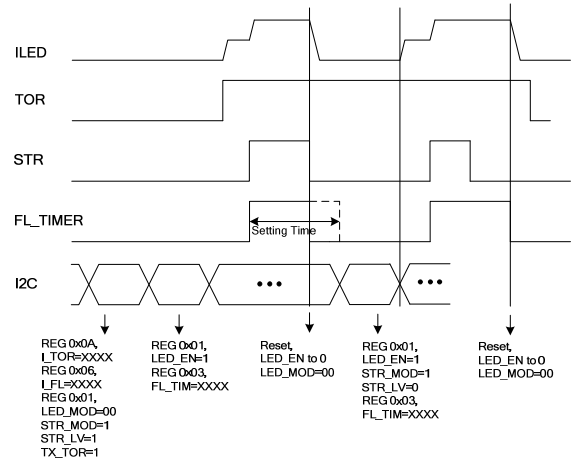 ILED
TOR
STR
FL_TIMER
Setting Time
I2C
REG 0x0A,
I_TOR=XXXX
REG 0x06,
I_FL=XXXX
REG 0x01,
LED_MOD=00
STR_MOD=1
STR_LV=1
TX_TOR=1
REG 0x01,
LED_EN=1
REG 0x03,
FL_TIM=XXXX
Reset,
LED_EN to 0
LED_MOD=00
REG 0x01,
LED_EN=1
STR_MOD=1
STR_LV=0
REG 0x03,
FL_TIM=XXXX
Reset,
LED_EN to 0
LED_MOD=00